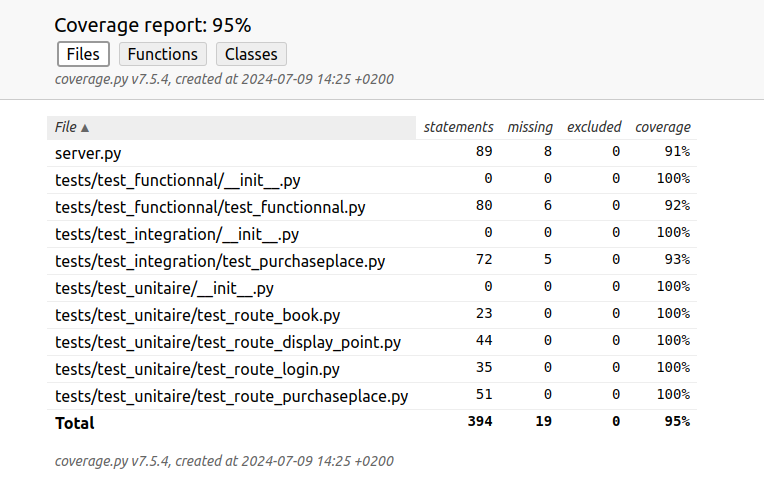 Coverage report: 95%
Files Functions Classes
coverage.py v7.5.4, created at 2024-07-09 14:25 +0200
File ▲ statements missing excluded coverage
server.py 89 8 0 91%
tests/test_functionnal/__init__.py 0 0 0 100%
tests/test_functionnal/test_functionnal.py 80 6 0 92%
tests/test_integration/__init__.py 0 0 0 100%
tests/test_integration/test_purchaseplace.py 72 5 0 93%
tests/test_unitaire/__init__.py 0 0 0 100%
tests/test_unitaire/test_route_book.py 23 0 0 100%
tests/test_unitaire/test_route_display_point.py 44 0 0 100%
tests/test_unitaire/test_route_login.py 35 0 0 100%
tests/test_unitaire/test_route_purchaseplace.py 51 0 0 100%
Total 394 19 0 95%
coverage.py v7.5.4, created at 2024-07-09 14:25 +0200